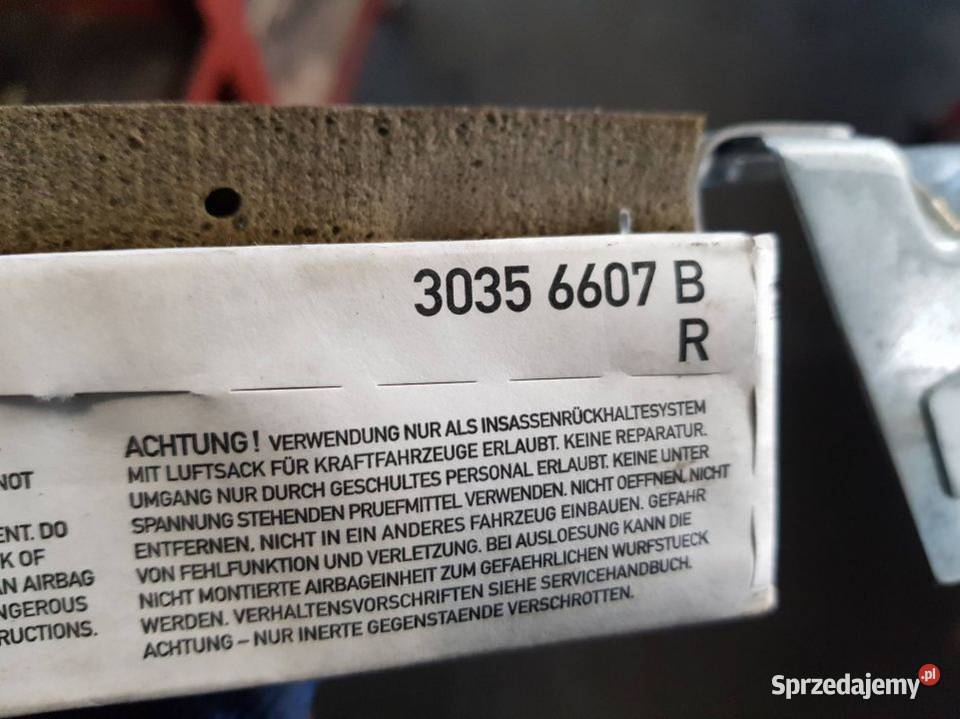 3035 6607 B
R
ACHTUNG! VERWENDUNG NUR ALS INSASSENRÜCKHALTESYSTEM
MIT LUFTSACK FÜR KRAFTFAHRZEUGE ERLAUBT. KEINE REPARATUR.
UMGANG NUR DURCH GESCHULTES PERSONAL ERLAUBT. KEINE UNTER
SPANNUNG STEHENDEN PRUEFMITTEL VERWENDEN. NICHT OEFFNEN, NICHT
ENTFERNEN, NICHT IN EIN ANDERES FAHRZEUG EINBAUEN. GEFAHR
VON FEHLFUNKTION UND VERLETZUNG. BEI AUSLOESUNG KANN DIE
NICHT MONTIERTE AIRBAGEINHEIT ZUM GEFAEHRLICHEN WURFSTUECK
WERDEN. VERHALTENSVORSCHRIFTEN SIEHE SERVICEHANDBUCH.
ACHTUNG – NUR INERTE GEGENSTAENDE VERSCHROTTEN.
NOT
ENT. DO
K OF
AN AIRBAG
NGEROUS
RUCTIONS.
Sprzedajemy.pl